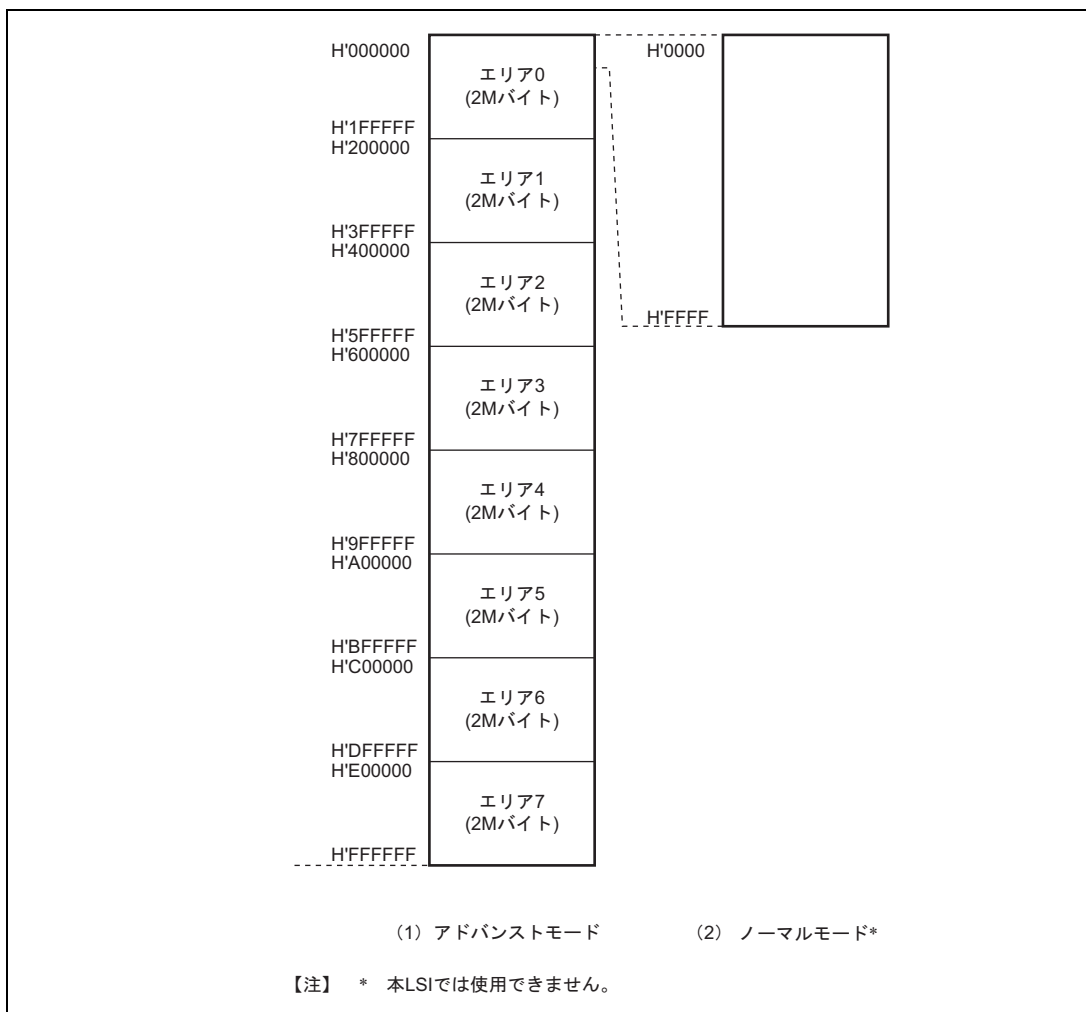 H'000000
エリア0
(2Mバイト)
H'1FFFFF
H'200000
エリア1
(2Mバイト)
H'3FFFFF
H'400000
エリア2
(2Mバイト)
H'5FFFFF
H'600000
エリア3
(2Mバイト)
H'7FFFFF
H'800000
エリア4
(2Mバイト)
H'9FFFFF
H'A00000
エリア5
(2Mバイト)
H'BFFFFF
H'C00000
エリア6
(2Mバイト)
H'DFFFFF
H'E00000
エリア7
(2Mバイト)
H'FFFFFF
H'0000
H'FFFF
(1) アドバンストモード
(2) ノーマルモード*
【注】 * 本LSIでは使用できません。